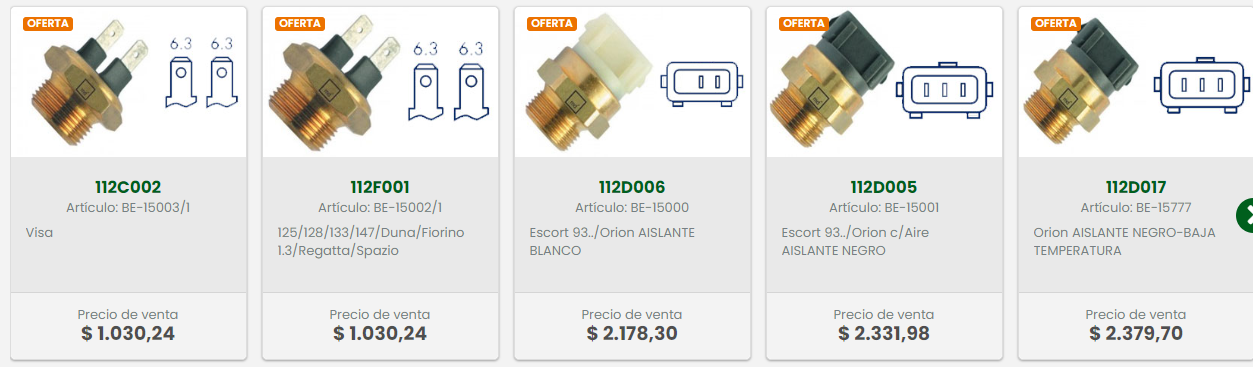 OFERTA
6.3 6.3
112C002
Artículo: BE-15003/1
Visa
Precio de venta
$ 1.030,24
OFERTA
6.3 6.3
112F001
Artículo: BE-15002/1
125/128/133/147/Duna/Fiorino
1.3/Regatta/Spazio
Precio de venta
$ 1.030,24
OFERTA
112D006
Artículo: BE-15000
Escort 93../Orion AISLANTE
BLANCO
Precio de venta
$ 2.178,30
OFERTA
112D005
Artículo: BE-15001
Escort 93../Orion c/Aire
AISLANTE NEGRO
Precio de venta
$ 2.331,98
OFERTA
112D017
Artículo: BE-15777
Orion AISLANTE NEGRO-BAJA
TEMPERATURA
Precio de venta
$ 2.379,70